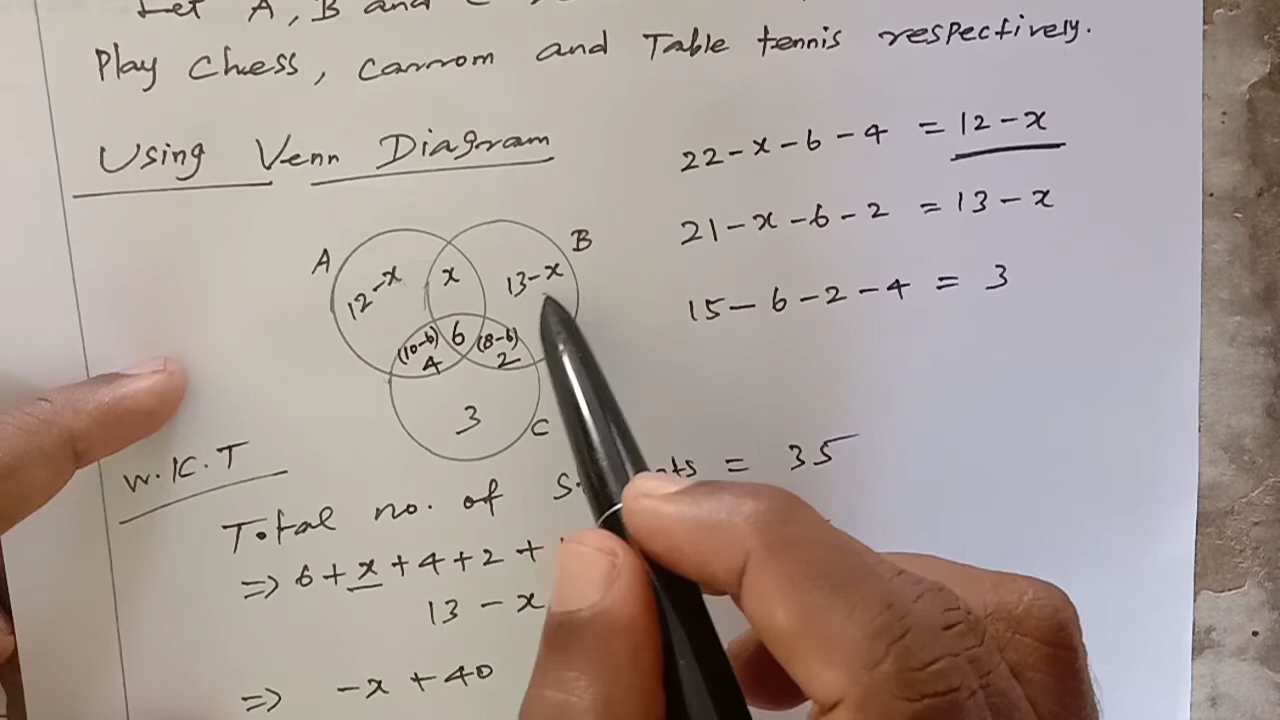 Let A, B and C
Play Chess, Carrom and Table tennis respectively.
Using Venn Diagram
22 - x - 6 - 4 = 12 - x
21 - x - 6 - 2 = 13 - x
15 - 6 - 2 - 4 = 3
A
B
12 - x
x
13 - x
(10-6)
6
(8-6)
4
2
3
C
W.K.T
Total no. of = 35
=> 6 + x + 4 + 2 +
13 - x
=> -x + 40